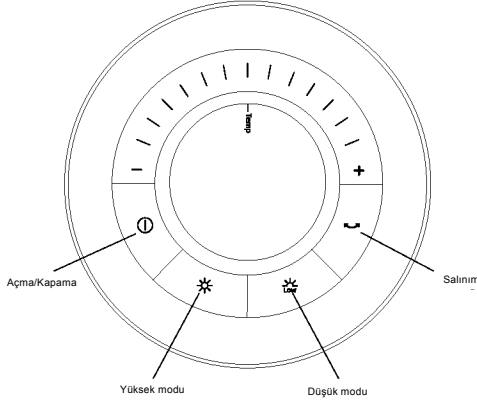 Temp
Low
Açma/Kapama
Salınım
Yüksek modu
Düşük modu